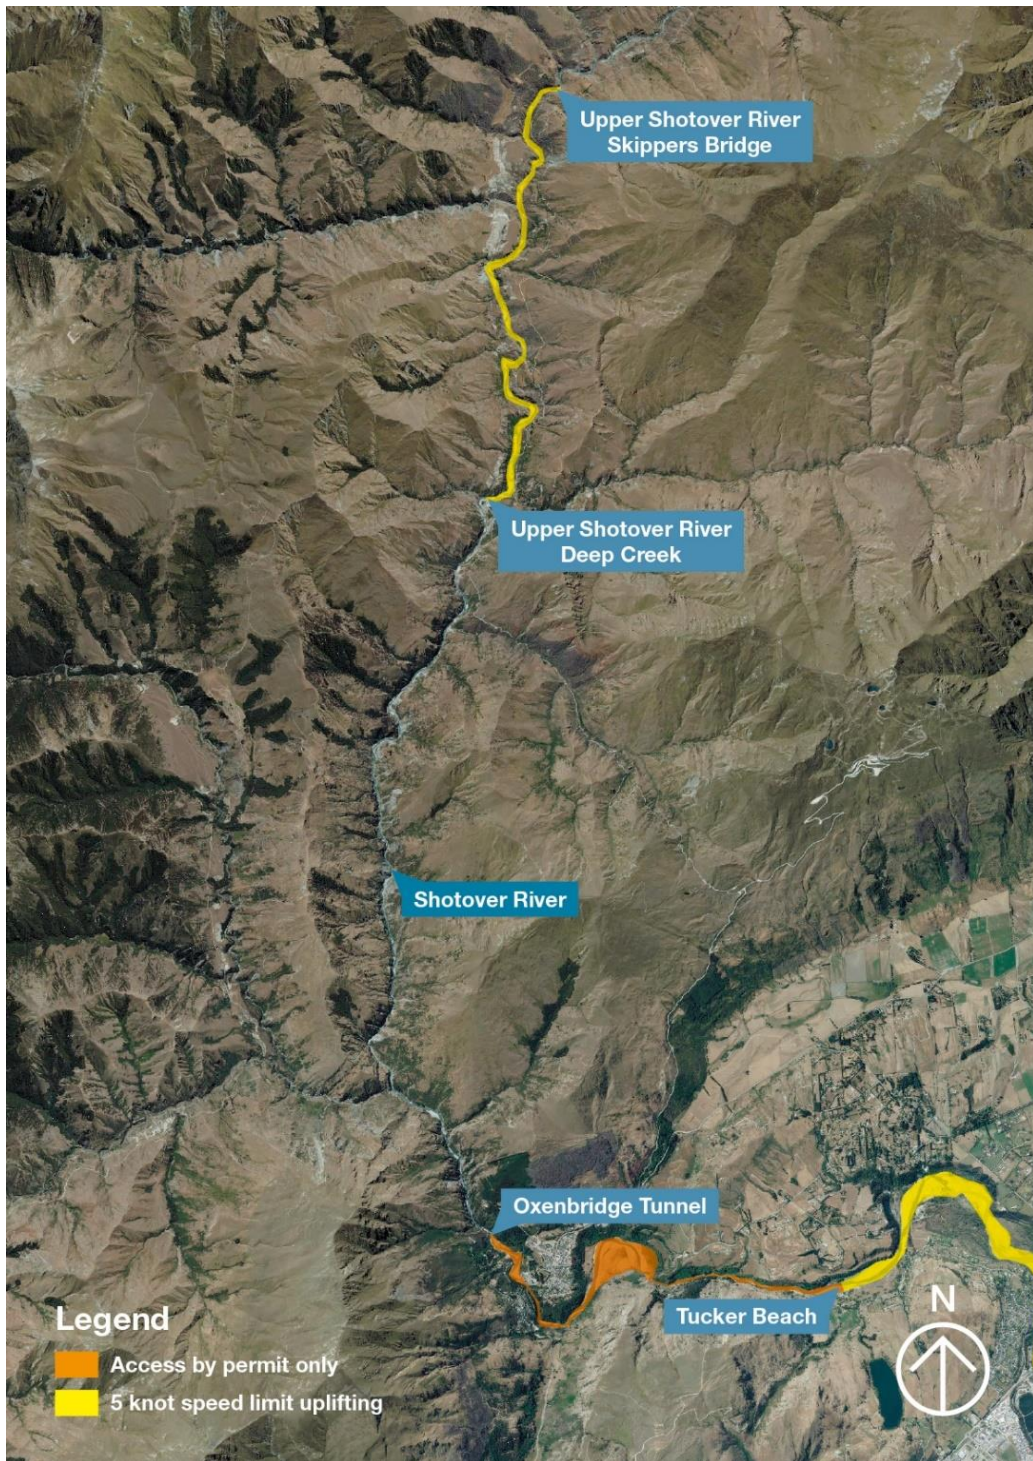 Upper Shotover River
Skippers Bridge
Upper Shotover River
Deep Creek
Shotover River
Oxenbridge Tunnel
Tucker Beach
N
Legend
Access by permit only
5 knot speed limit uplifting